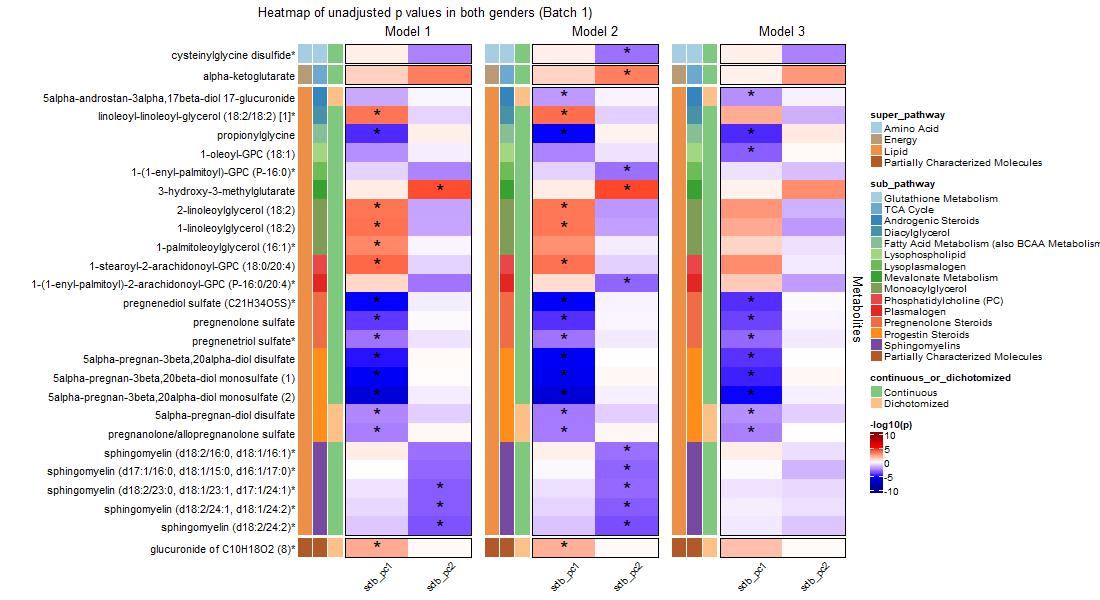 Heatmap of unadjusted p values in both genders (Batch 1)
Model 1
Model 2
Model 3
cysteinylglycine disulfide*
alpha-ketoglutarate
5alpha-androstan-3alpha,17beta-diol 17-glucuronide
linoleoyl-linoleoyl-glycerol (18:2/18:2) [1]*
propionylglycine
1-oleoyl-GPC (18:1)
1-(1-enyl-palmitoyl)-GPC (P-16:0)*
3-hydroxy-3-methylglutarate
2-linoleoylglycerol (18:2)
1-linoleoylglycerol (18:2)
1-palmitoleoylglycerol (16:1)*
1-stearoyl-2-arachidonoyl-GPC (18:0/20:4)
1-(1-enyl-palmitoyl)-2-arachidonoyl-GPC (P-16:0/20:4)*
pregnenediol sulfate (C21H34O5S)*
pregnenolone sulfate
pregnenetriol sulfate*
5alpha-pregnan-3beta,20alpha-diol disulfate
5alpha-pregnan-3beta,20beta-diol monosulfate (1)
5alpha-pregnan-3beta,20alpha-diol monosulfate (2)
5alpha-pregnan-diol disulfate
pregnanolone/allopregnanolone sulfate
sphingomyelin (d18:2/16:0, d18:1/16:1)*
sphingomyelin (d17:1/16:0, d18:1/15:0, d16:1/17:0)*
sphingomyelin (d18:2/23:0, d18:1/23:1, d17:1/24:1)*
sphingomyelin (d18:2/24:1, d18:1/24:2)*
sphingomyelin (d18:2/24:2)*
glucuronide of C10H18O2 (8)*
sdb_pc1
sdb_pc2
sdb_pc1
sdb_pc2
sdb_pc1
sdb_pc2
Metabolites
super_pathway
Amino Acid
Energy
Lipid
Partially Characterized Molecules
sub_pathway
Glutathione Metabolism
TCA Cycle
Androgenic Steroids
Diacylglycerol
Fatty Acid Metabolism (also BCAA Metabolism
Lysophospholipid
Lysoplasmalogen
Mevalonate Metabolism
Monoacylglycerol
Phosphatidylcholine (PC)
Plasmalogen
Pregnenolone Steroids
Progestin Steroids
Sphingomyelins
Partially Characterized Molecules
continuous_or_dichotomized
Continuous
Dichotomized
-log10(p)
10
5
0
-5
-10